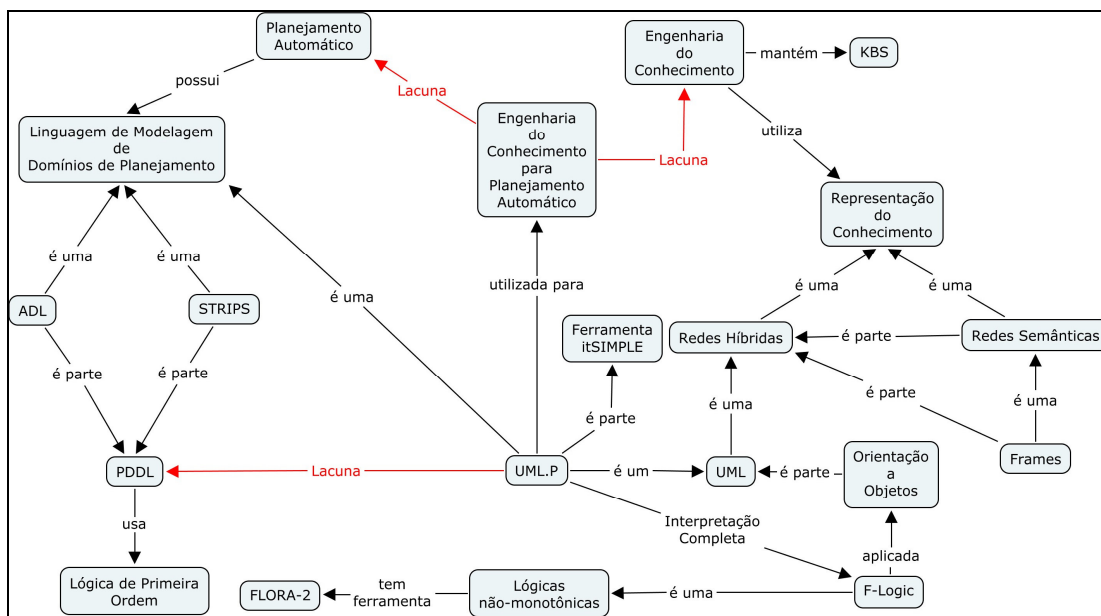 Planejamento
Automático
Engenharia
do
Conhecimento
mantém
KBS
possui
Lacuna
Linguagem de Modelagem
de
Domínios de Planejamento
Engenharia
do
Conhecimento
para
Planejamento
Automático
Lacuna
utiliza
Representação
do
Conhecimento
é uma
é uma
é uma
utilizada para
é uma
é uma
ADL
STRIPS
Ferramenta
itSIMPLE
Redes Híbridas
é parte
Redes Semânticas
é parte
é parte
é parte
é parte
é uma
é uma
PDDL
Lacuna
UML.P
é um
UML
é parte
Orientação
a
Objetos
Frames
usa
Interpretação
Completa
aplicada
Lógica de Primeira
Ordem
FLORA-2
tem
ferramenta
Lógicas
não-monotônicas
é uma
F-Logic